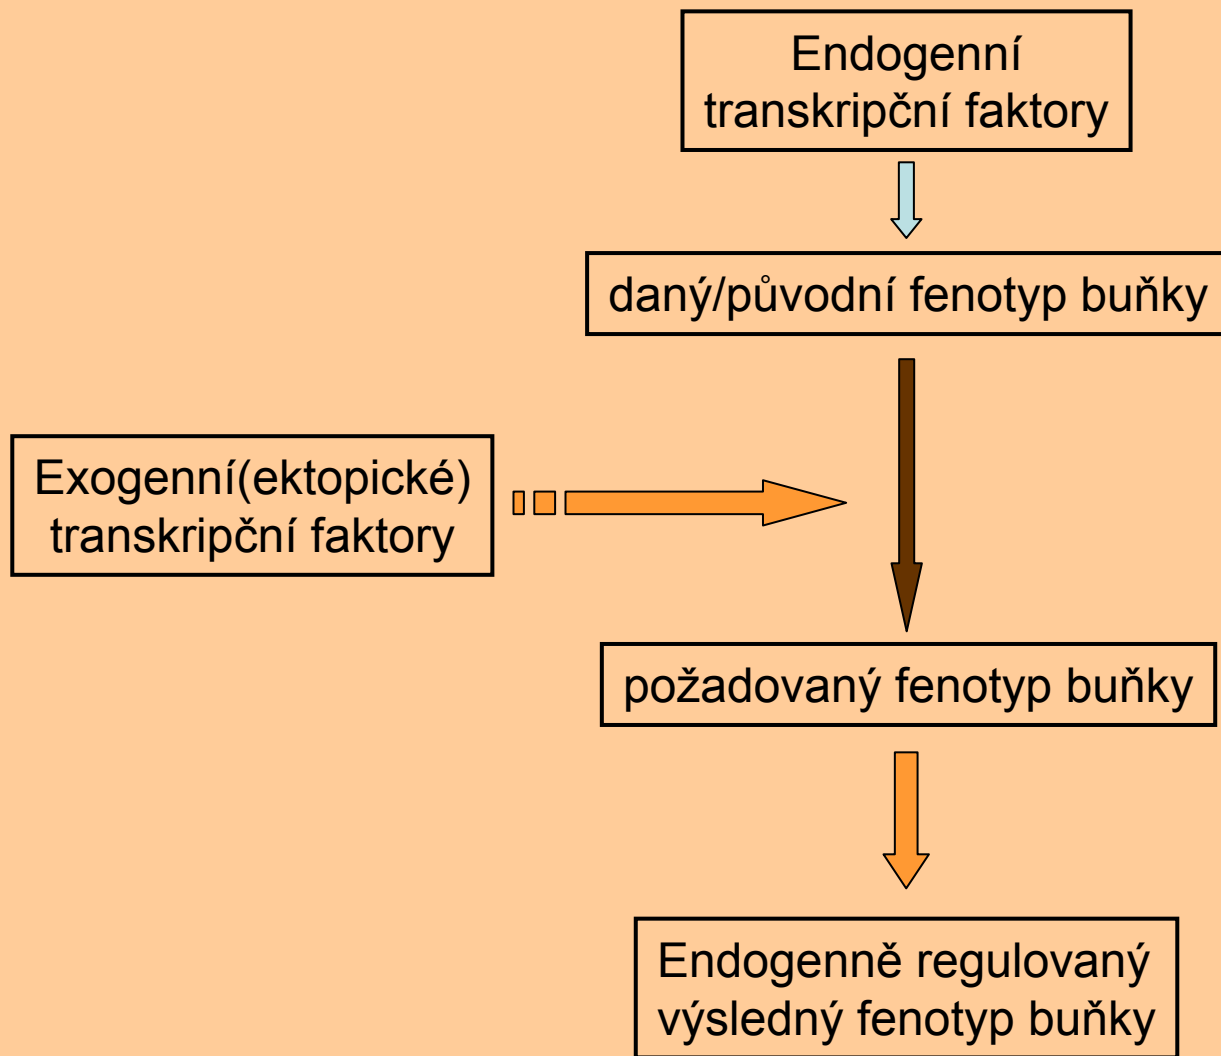 Endogenní
transkripční faktory
daný/původní fenotyp buňky
Exogenní(ektopické)
transkripční faktory
požadovaný fenotyp buňky
Endogenně regulovaný
výsledný fenotyp buňky